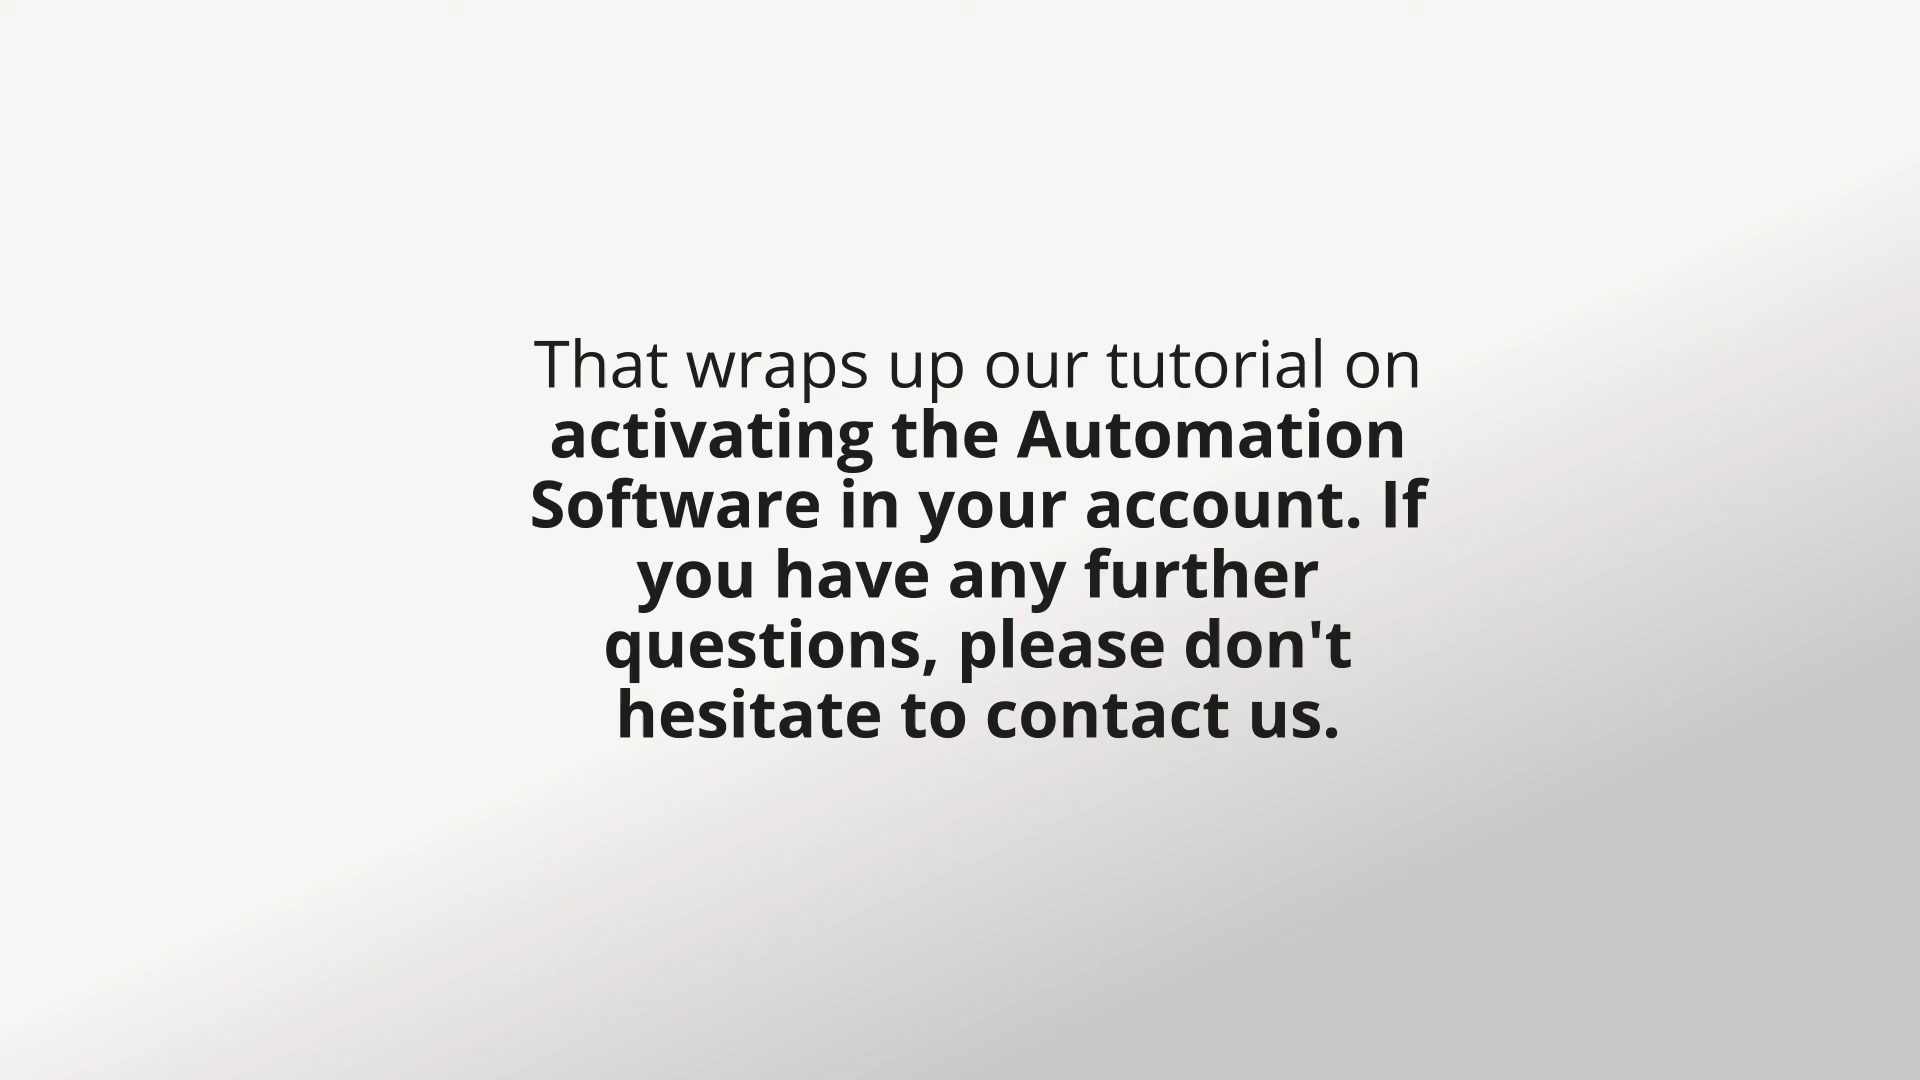 That wraps up our tutorial on
activating the Automation
Software in your account. If
you have any further
questions, please don't
hesitate to contact us.